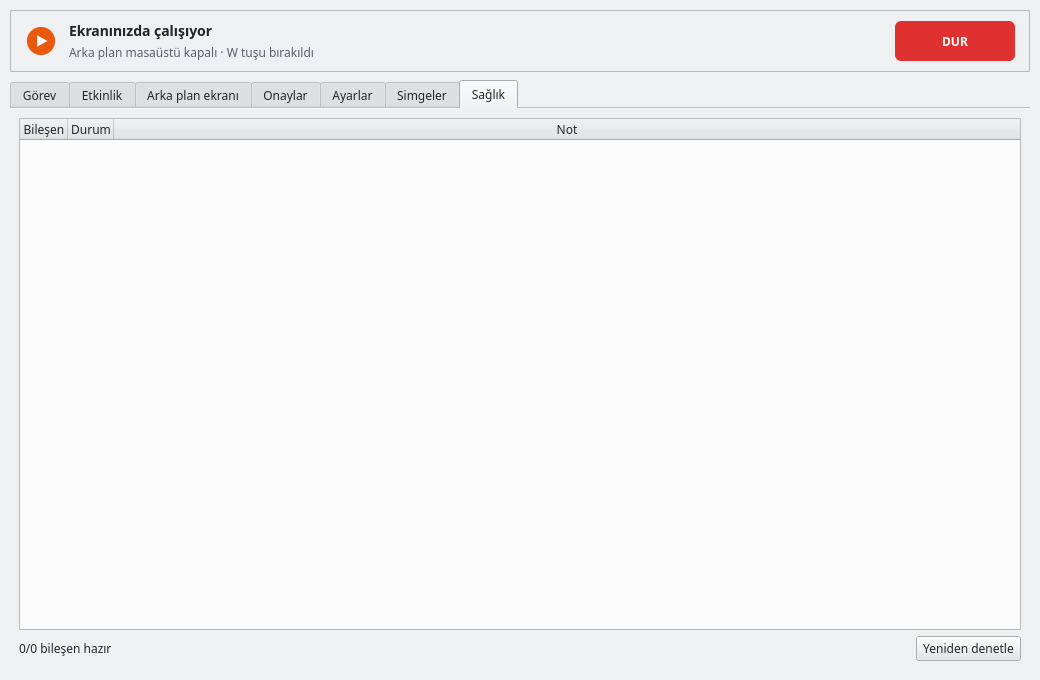 Ekranınızda çalışıyor
Arka plan masaüstü kapalı · W tuşu bırakıldı
DUR
Görev
Etkinlik
Arka plan ekranı
Onaylar
Ayarlar
Simgeler
Sağlık
Bileşen
Durum
Not
0/0 bileşen hazır
Yeniden denetle